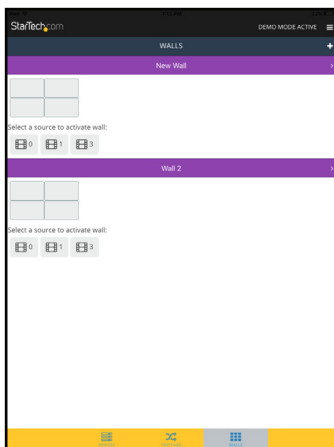 StarTech.com
DEMO MODE ACTIVE
WALLS
New Wall
Select a source to activate wall:
0 1 3
Wall 2
Select a source to activate wall:
0 1 3
WALLS